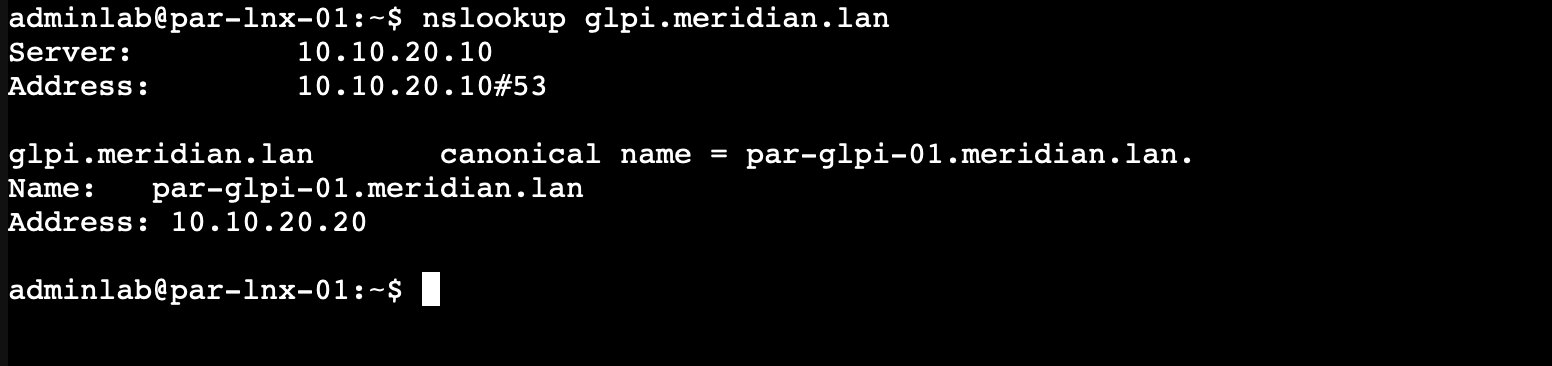 adminlab@par-lnx-01:~$ nslookup glpi.meridian.lan
Server:         10.10.20.10
Address:        10.10.20.10#53
glpi.meridian.lan       canonical name = par-glpi-01.meridian.lan.
Name:   par-glpi-01.meridian.lan
Address: 10.10.20.20
adminlab@par-lnx-01:~$